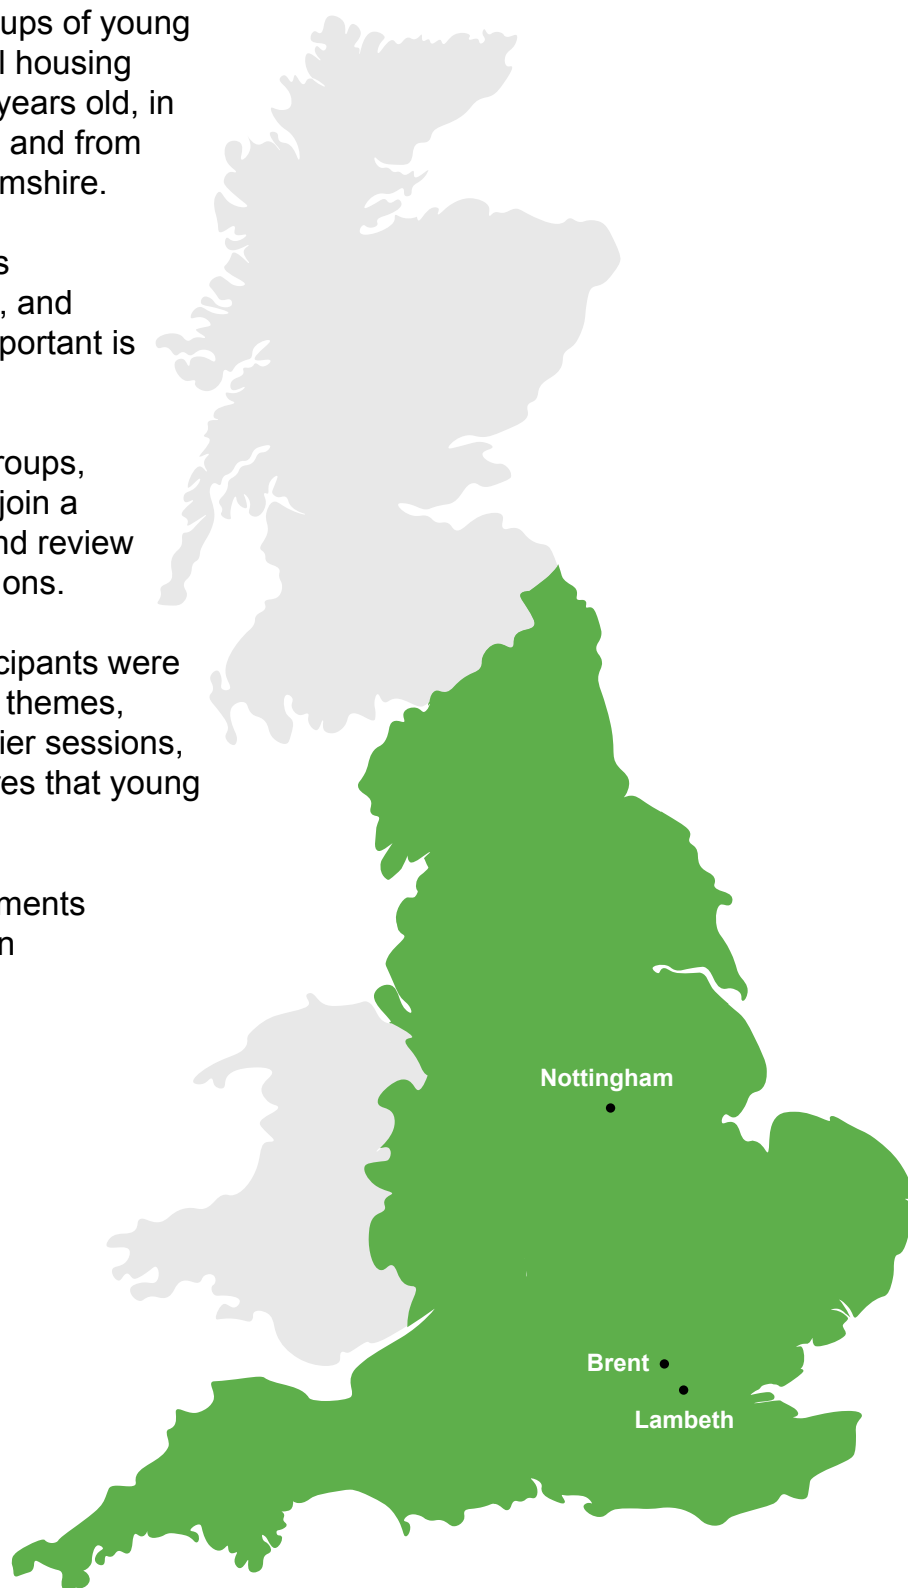 ups of young
l housing
years old, in
and from
mshire.
s
, and
portant is
roups,
join a
nd review
ons.
cipants were
themes,
ier sessions,
res that young
ments
n
Nottingham
Brent
Lambeth